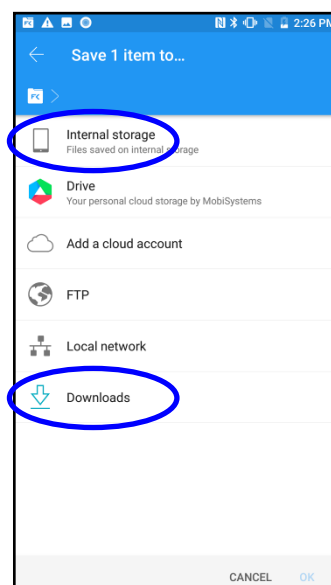 2:26 PM
Save 1 item to...
Internal storage
Files saved on internal storage
Drive
Your personal cloud storage by MobiSystems
Add a cloud account
FTP
Local network
Downloads
CANCEL OK